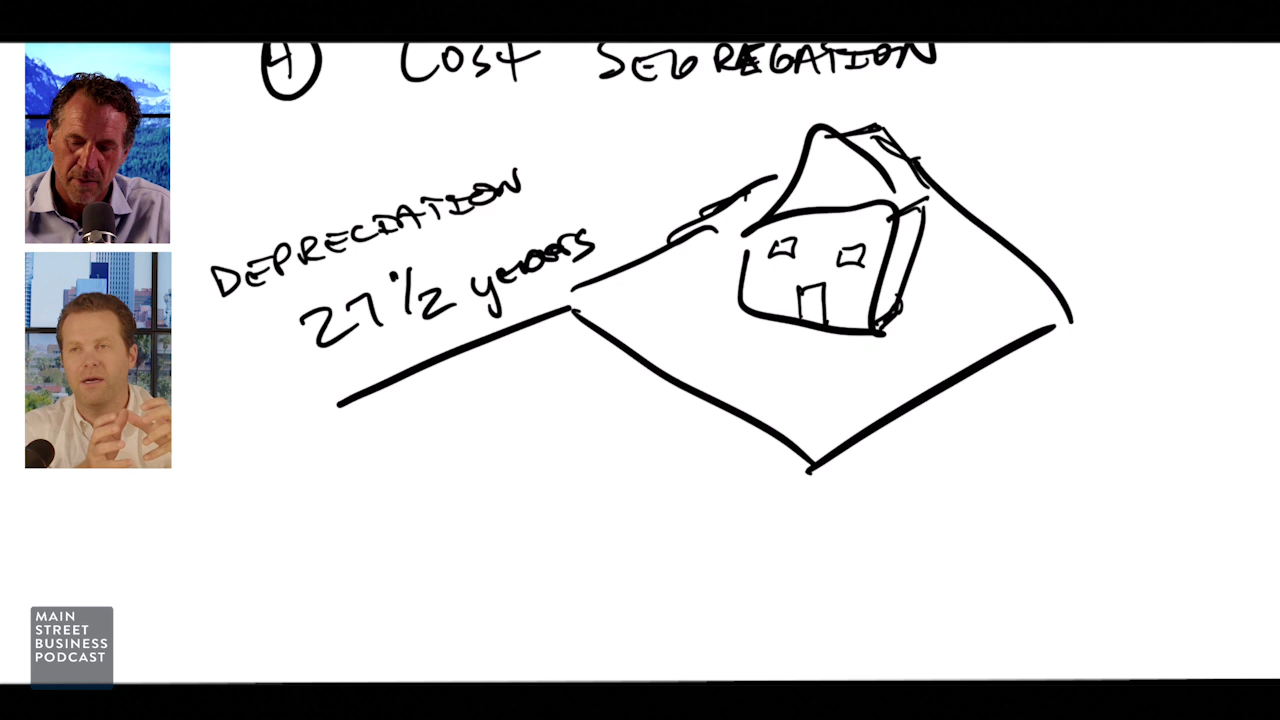 4 COST SEGREGATION
DEPRECIATION
27 1/2 years
MAIN
STREET
BUSINESS
PODCAST